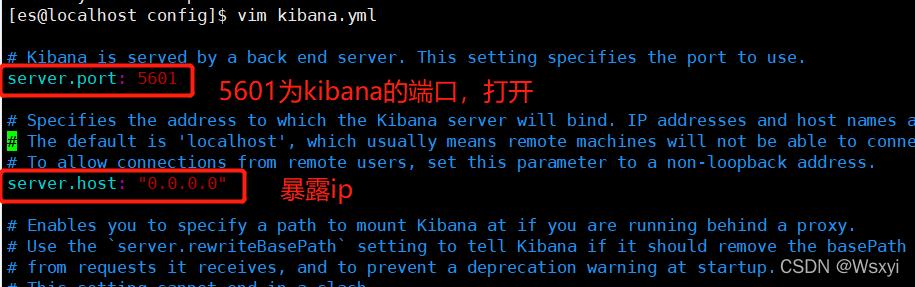 [es@localhost config]$ vim kibana.yml
# Kibana is served by a back end server. This setting specifies the port to use.
server.port: 5601
5601为kibana的端口，打开
# Specifies the address to which the Kibana server will bind. IP addresses and host names a
# The default is 'localhost', which usually means remote machines will not be able to conne
# To allow connections from remote users, set this parameter to a non-loopback address.
server.host: "0.0.0.0"
暴露ip
# Enables you to specify a path to mount Kibana at if you are running behind a proxy.
# Use the `server.rewriteBasePath` setting to tell Kibana if it should remove the basePath
# from requests it receives, and to prevent a deprecation warning at startup.
CSDN @Wsxyi
# This setting cannot end in a slash